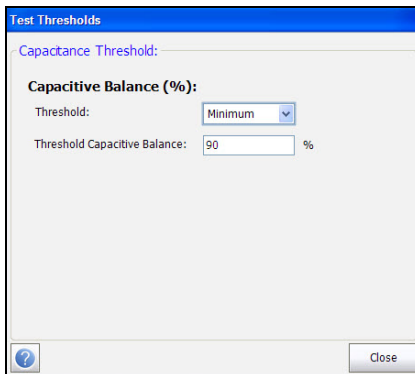 Test Thresholds
Capacitance Threshold:
Capacitive Balance (%):
Threshold: Minimum
Threshold Capacitive Balance: 90 %
? Close